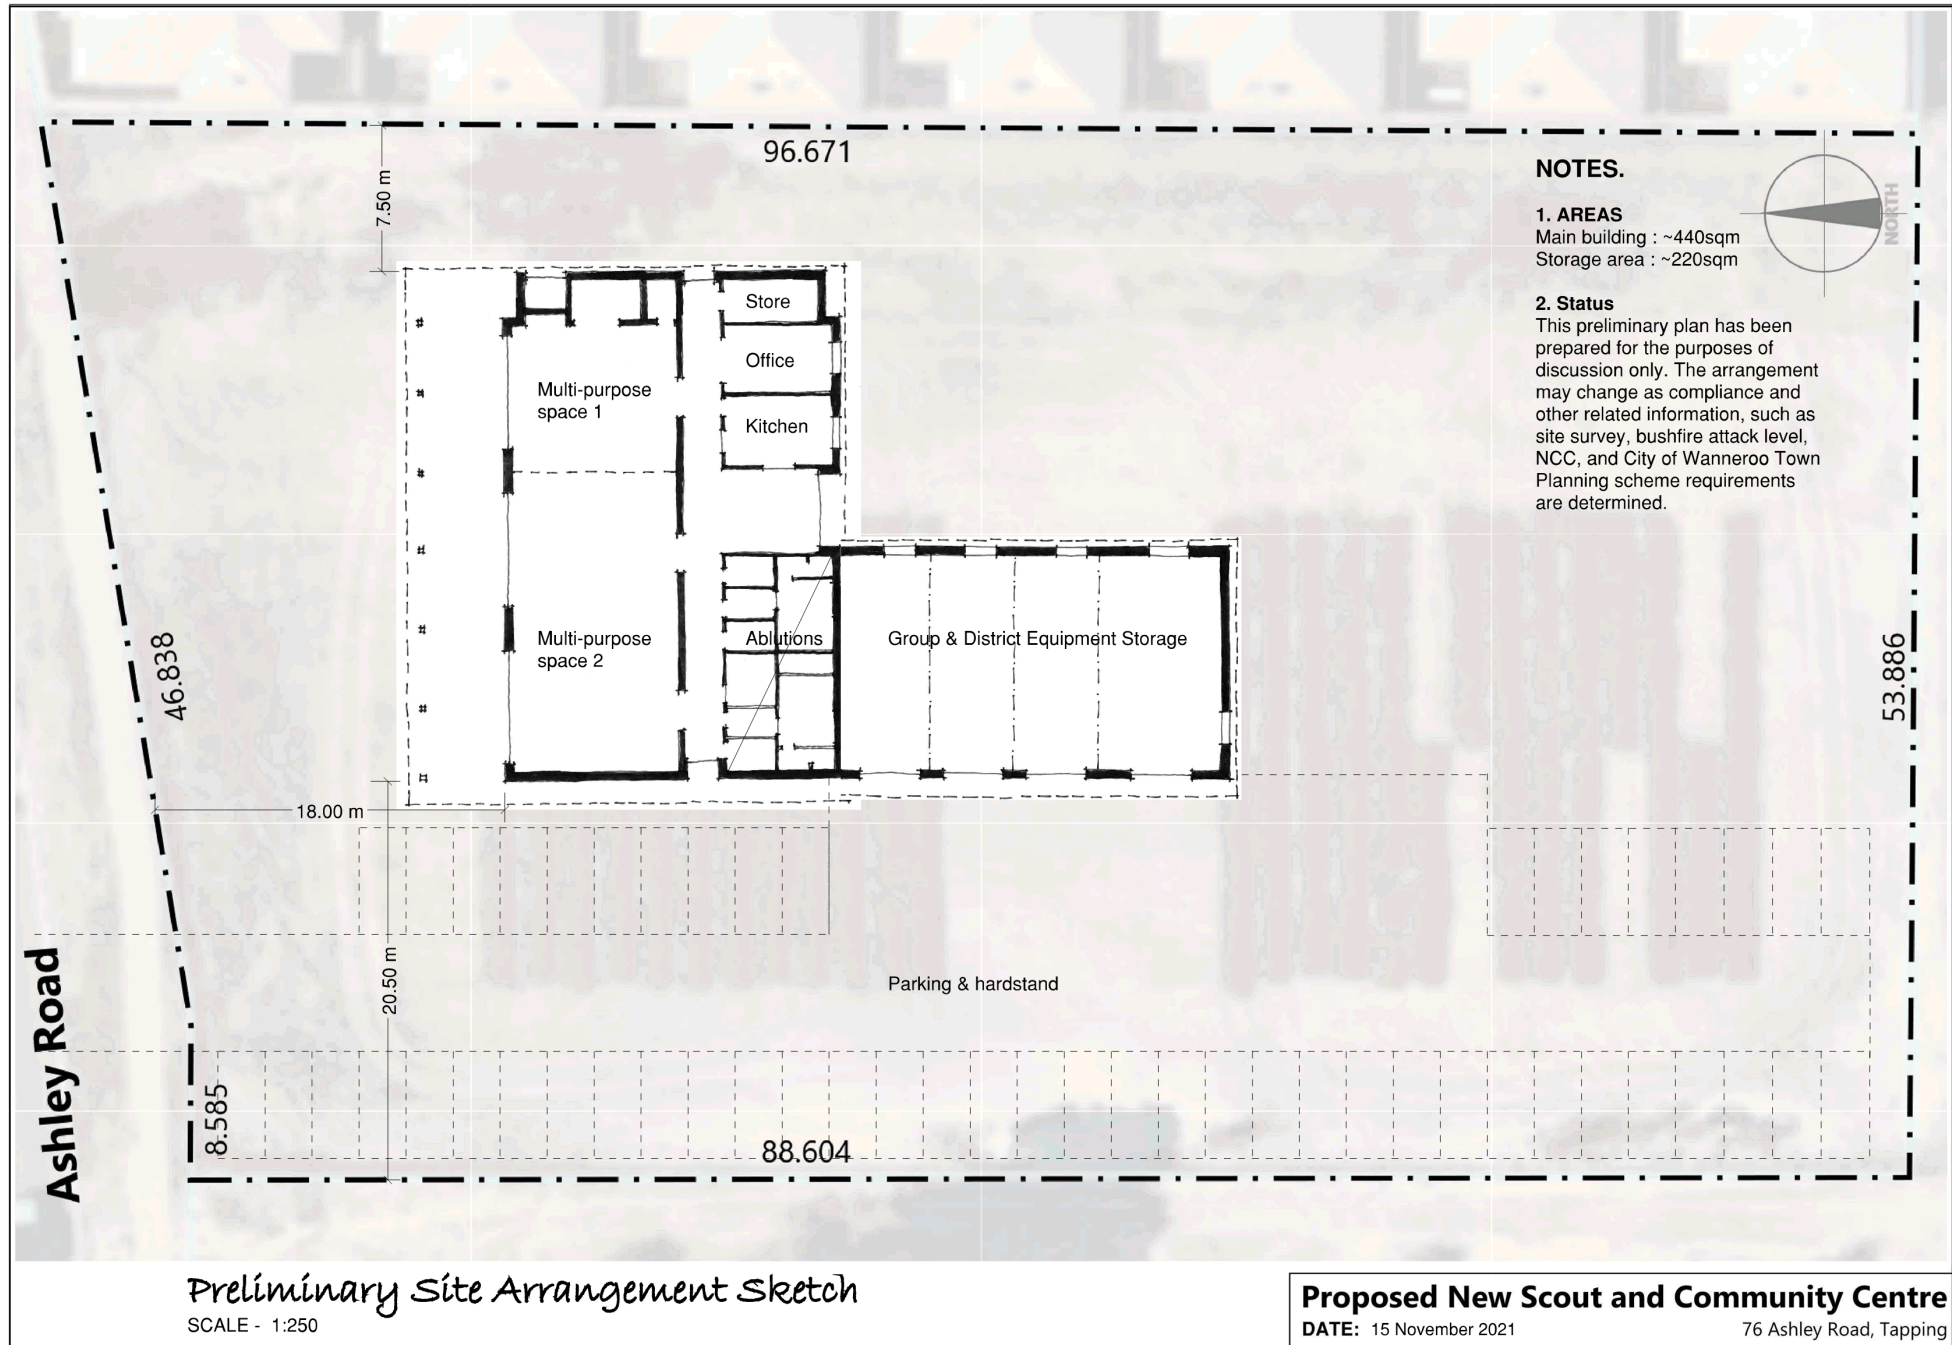 96.671
7.50 m
NOTES.
1. AREAS
Main building : ~440sqm
Storage area : ~220sqm
NORTH
2. Status
This preliminary plan has been
prepared for the purposes of
discussion only. The arrangement
may change as compliance and
other related information, such as
site survey, bushfire attack level,
NCC, and City of Wanneroo Town
Planning scheme requirements
are determined.
Store
Office
Kitchen
Multi-purpose
space 1
Multi-purpose
space 2
Ablutions
Group & District Equipment Storage
46.838
53.886
18.00 m
20.50 m
Parking & hardstand
Ashley Road
8.585
88.604
Preliminary Site Arrangement Sketch
SCALE - 1:250
Proposed New Scout and Community Centre
DATE: 15 November 2021
76 Ashley Road, Tapping